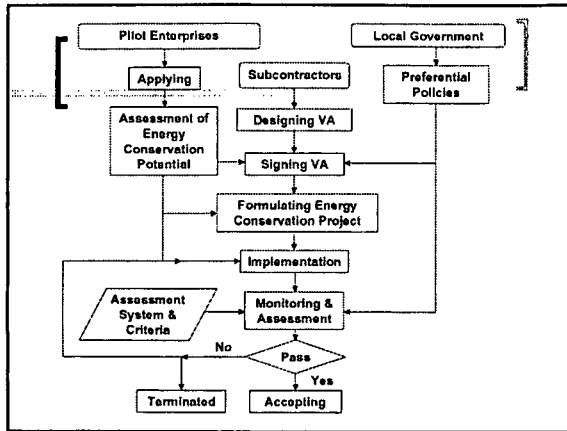 Pilot Enterprises
Local Government
Applying
Subcontractors
Preferential
Policies
Assessment of
Energy
Conservation
Potential
Designing VA
Signing VA
Formulating Energy
Conservation Project
Implementation
Assessment
System &
Criteria
Monitoring &
Assessment
No
Pass
Yes
Terminated
Accepting